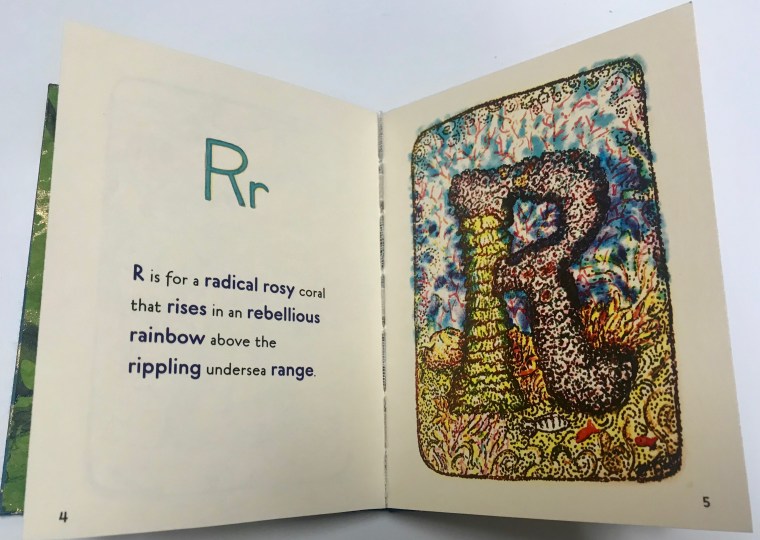 Rr
R is for a radical rosy coral
that rises in an rebellious
rainbow above the
rippling undersea range.
4
R
5